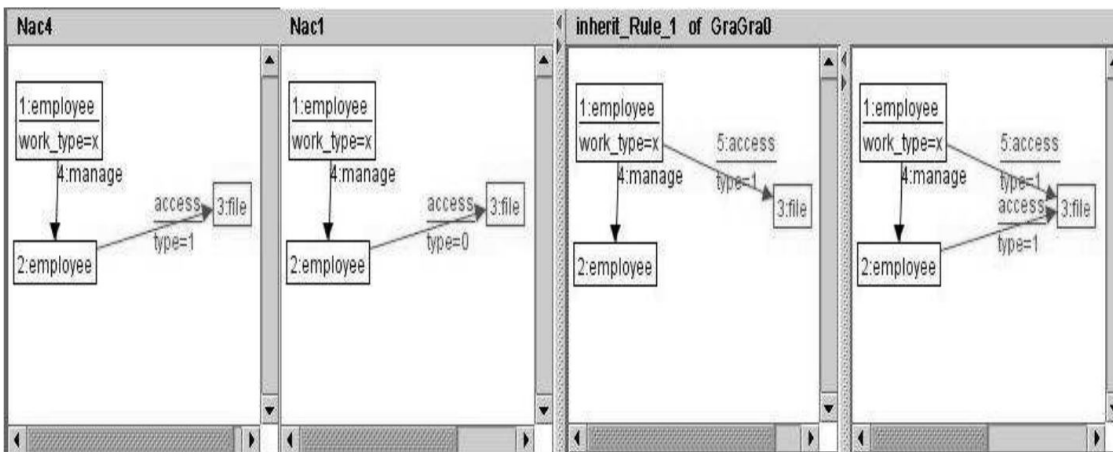 Nac4
1:employee
work_type=x
4:manage
access
type=1
3:file
2:employee
Nac1
1:employee
work_type=x
4:manage
access
type=0
3:file
2:employee
inherit_Rule_1 of GraGra0
1:employee
work_type=x
5:access
type=1
4:manage
3:file
2:employee
1:employee
work_type=x
5:access
type=1
4:manage
access
type=1
3:file
2:employee